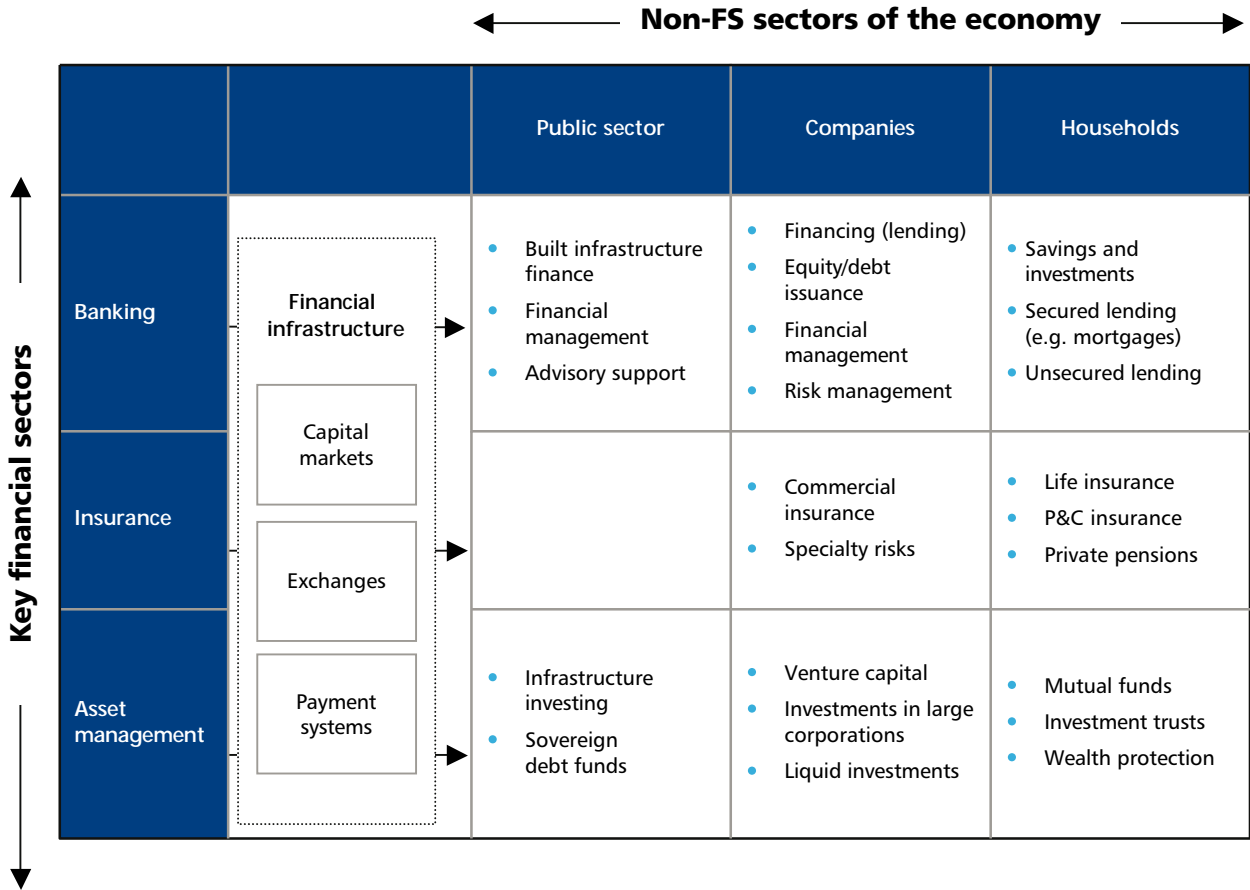 Non-FS sectors of the economy
Public sector
Companies
Households
Key financial sectors
Banking
Financial
infrastructure
Capital
markets
Exchanges
Payment
systems
Built infrastructure
finance
Financial
management
Advisory support
Financing (lending)
Equity/debt
issuance
Financial
management
Risk management
Savings and
investments
Secured lending
(e.g. mortgages)
Unsecured lending
Insurance
Commercial
insurance
Specialty risks
Life insurance
P&C insurance
Private pensions
Asset
management
Infrastructure
investing
Sovereign
debt funds
Venture capital
Investments in large
corporations
Liquid investments
Mutual funds
Investment trusts
Wealth protection